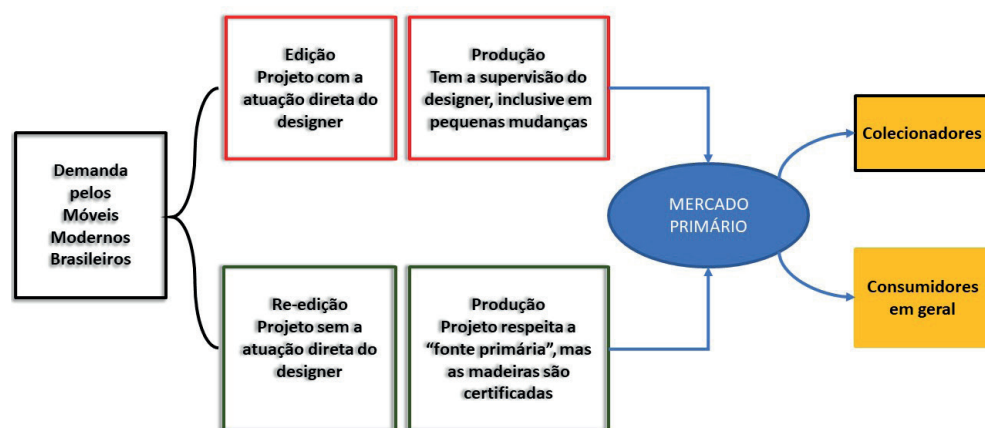 Demanda
pelos
Móveis
Modernos
Brasileiros
Edição
Projeto com a
atuação direta do
designer
Produção
Tem a supervisão do
designer, inclusive em
pequenas mudanças
Re-edição
Projeto sem a
atuação direta do
designer
Produção
Projeto respeita a
“fonte primária”, mas
as madeiras são
certificadas
MERCADO
PRIMÁRIO
Colecionadores
Consumidores
em geral